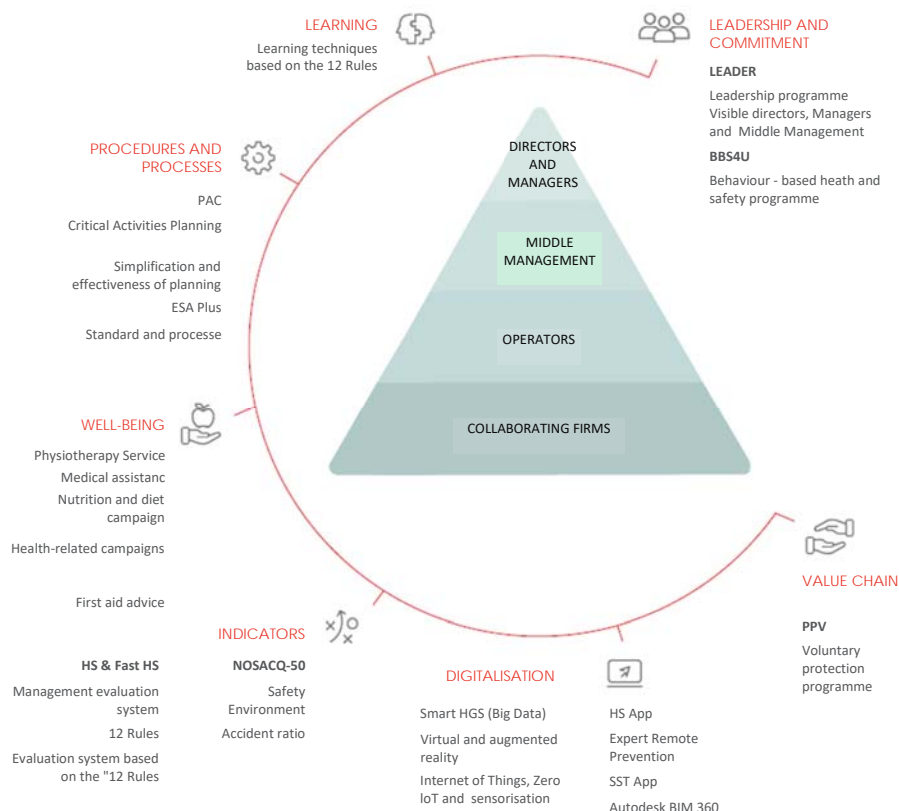 LEARNING
Learning techniques
based on the 12 Rules
LEADERSHIP AND
COMMITMENT
LEADER
Leadership programme
Visible directors, Managers
and Middle Management
BBS4U
Behaviour - based heath and
safety programme
PROCEDURES AND
PROCESSES
PAC
Critical Activities Planning
Simplification and
effectiveness of planning
ESA Plus
Standard and processe
DIRECTORS
AND
MANAGERS
MIDDLE
MANAGEMENT
OPERATORS
COLLABORATING FIRMS
WELL-BEING
Physiotherapy Service
Medical assistanc
Nutrition and diet
campaign
Health-related campaigns
First aid advice
INDICATORS
HS & Fast HS
Management evaluation
system
12 Rules
Evaluation system based
on the "12 Rules
NOSACQ-50
Safety
Environment
Accident ratio
DIGITALISATION
Smart HGS (Big Data)
Virtual and augmented
reality
Internet of Things, Zero
IoT and sensorisation
HS App
Expert Remote
Prevention
SST App
Autodesk BIM 360
VALUE CHAIN
PPV
Voluntary
protection
programme